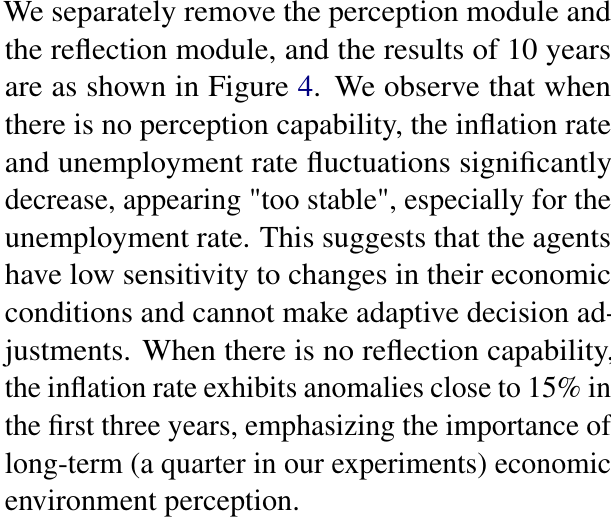 We separately remove the perception module and
the reflection module, and the results of 10 years
are as shown in Figure 4. We observe that when
there is no perception capability, the inflation rate
and unemployment rate fluctuations significantly
decrease, appearing "too stable", especially for the
unemployment rate. This suggests that the agents
have low sensitivity to changes in their economic
conditions and cannot make adaptive decision ad-
justments. When there is no reflection capability,
the inflation rate exhibits anomalies close to 15% in
the first three years, emphasizing the importance of
long-term (a quarter in our experiments) economic
environment perception.